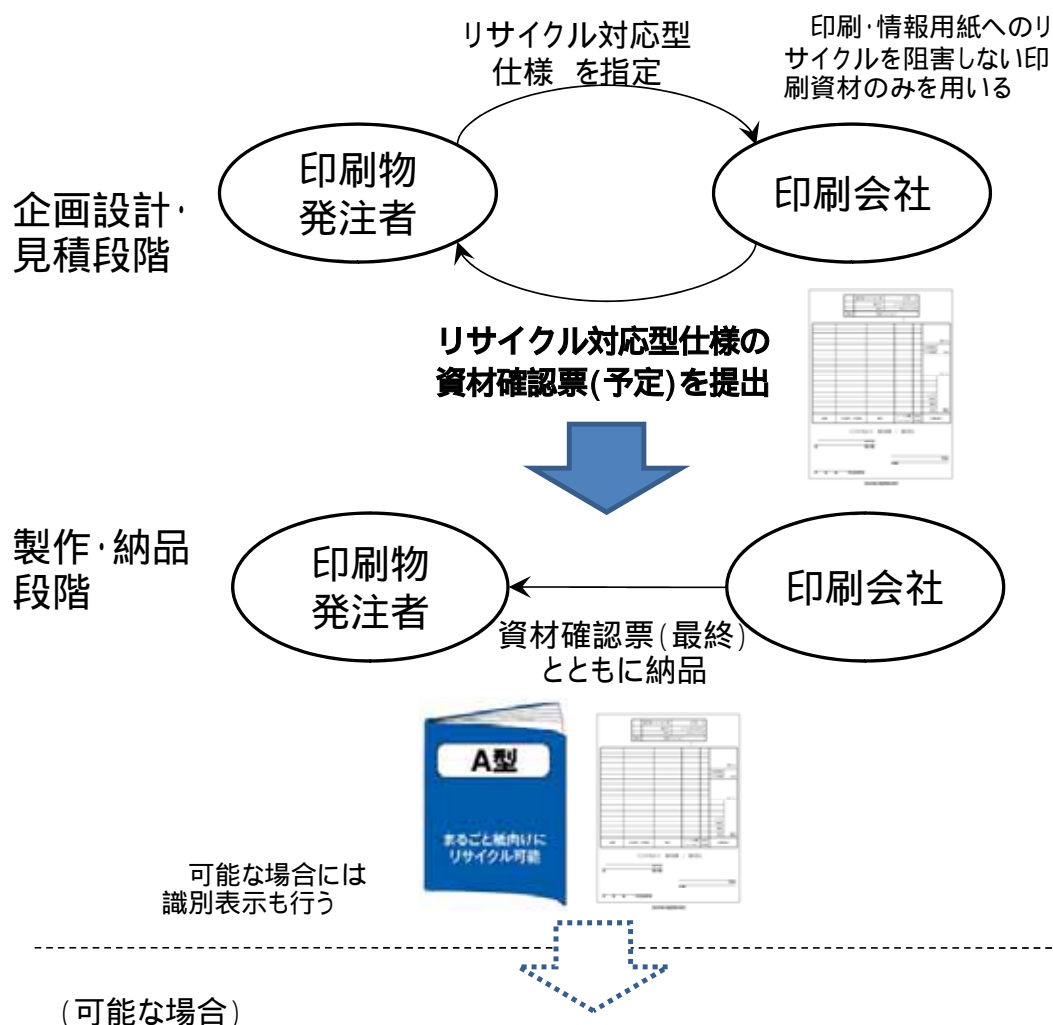 リサイクル対応型
仕様 を指定
印刷・情報用紙へのリ
サイクルを阻害しない印
刷資材のみを用いる
印刷物
発注者
印刷会社
企画設計・
見積段階
リサイクル対応型仕様の
資材確認票(予定)を提出
製作・納品
段階
印刷物
発注者
印刷会社
資材確認票(最終)
とともに納品
A型
まるごと紙向けに
リサイクル可能
可能な場合には
識別表示も行う
(可能な場合)